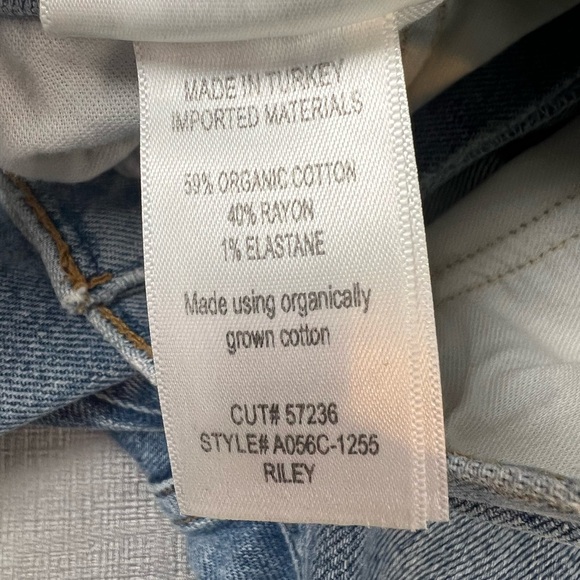 MADE IN TURKEY
IMPORTED MATERIALS
59% ORGANIC COTTON
40% RAYON
1% ELASTANE
Made using organically
grown cotton
CUT# 57236
STYLE# A056C-1255
RILEY